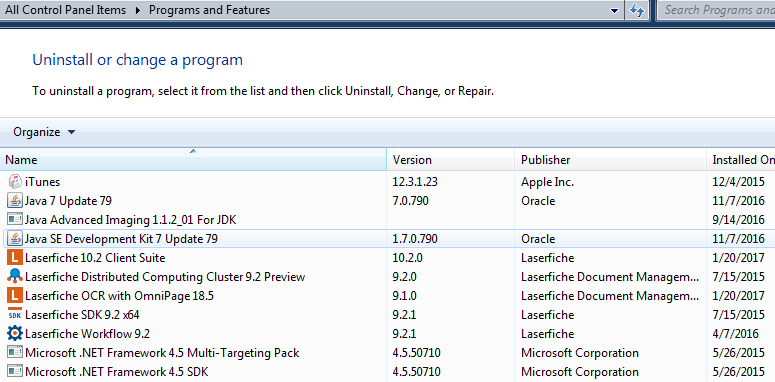 All Control Panel Items ▸ Programs and Features Search Programs and
Uninstall or change a program
To uninstall a program, select it from the list and then click Uninstall, Change, or Repair.
Organize
Name Version Publisher Installed On
iTunes 12.3.1.23 Apple Inc. 12/4/2015
Java 7 Update 79 7.0.790 Oracle 11/7/2016
Java Advanced Imaging 1.1.2_01 For JDK 9/14/2016
Java SE Development Kit 7 Update 79 1.7.0.790 Oracle 11/7/2016
Laserfiche 10.2 Client Suite 10.2.0 Laserfiche 1/20/2017
Laserfiche Distributed Computing Cluster 9.2 Preview 9.2.0 Laserfiche Document Managem... 7/15/2015
Laserfiche OCR with OmniPage 18.5 9.1.0 Laserfiche Document Managem... 1/20/2017
SDK Laserfiche SDK 9.2 x64 9.2.1 Laserfiche 7/15/2015
Laserfiche Workflow 9.2 9.2.1 Laserfiche 4/7/2016
Microsoft .NET Framework 4.5 Multi-Targeting Pack 4.5.50710 Microsoft Corporation 5/26/2015
Microsoft .NET Framework 4.5 SDK 4.5.50710 Microsoft Corporation 5/26/2015